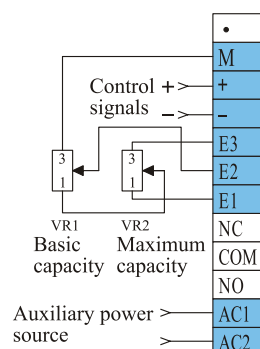 M
Control + +
signals - -
E3
3 3 E2
1 1 E1
VR1 VR2 NC
Basic Maximum
capacity capacity COM
NO
Auxiliary power AC1
source AC2